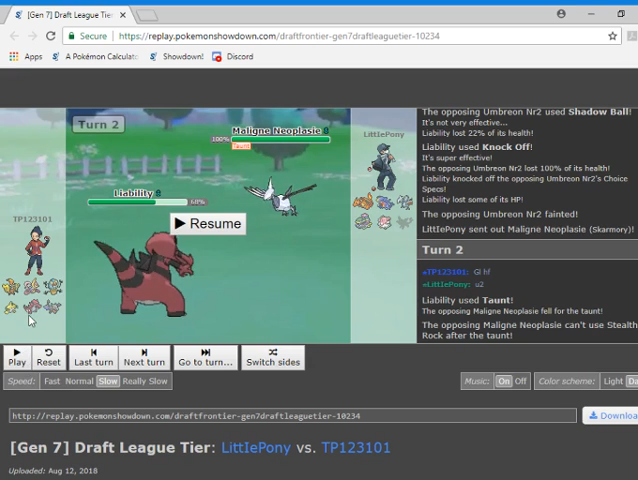 [Gen 7] Draft League Tier
Secure
https://replay.pokemonshowdown.com/draftfrontier-gen7draftleaguetier-10234
Apps
A Pokémon Calculato
Showdown!
Discord
Turn 2
Maligne Neoplasie
100%
Taunt
LittlePony
Liability
68%
Resume
TP123101
The opposing Umbreon Nr2 used Shadow Ball!
It's not very effective...
Liability lost 22% of its health!
Liability used Knock Off!
It's super effective!
The opposing Umbreon Nr2 lost 100% of its health!
Liability knocked off the opposing Umbreon Nr2's Choice
Specs!
Liability lost some of its HP!
The opposing Umbreon Nr2 fainted!
LittlePony sent out Maligne Neoplasie (Skarmory)!
Turn 2
TP123101: Gl hf
LittlePony: u2
Liability used Taunt!
The opposing Maligne Neoplasie fell for the taunt!
The opposing Maligne Neoplasie can't use Stealth
Rock after the taunt!
Play
Reset
Last turn
Next turn
Go to turn...
Switch sides
Speed: Fast Normal Slow Really Slow
Music: On Off
Color scheme: Light Da
http://replay.pokemonshowdown.com/draftfrontier-gen7draftleaguetier-10234
Downloa
[Gen 7] Draft League Tier: LittlePony vs. TP123101
Uploaded: Aug 12, 2018